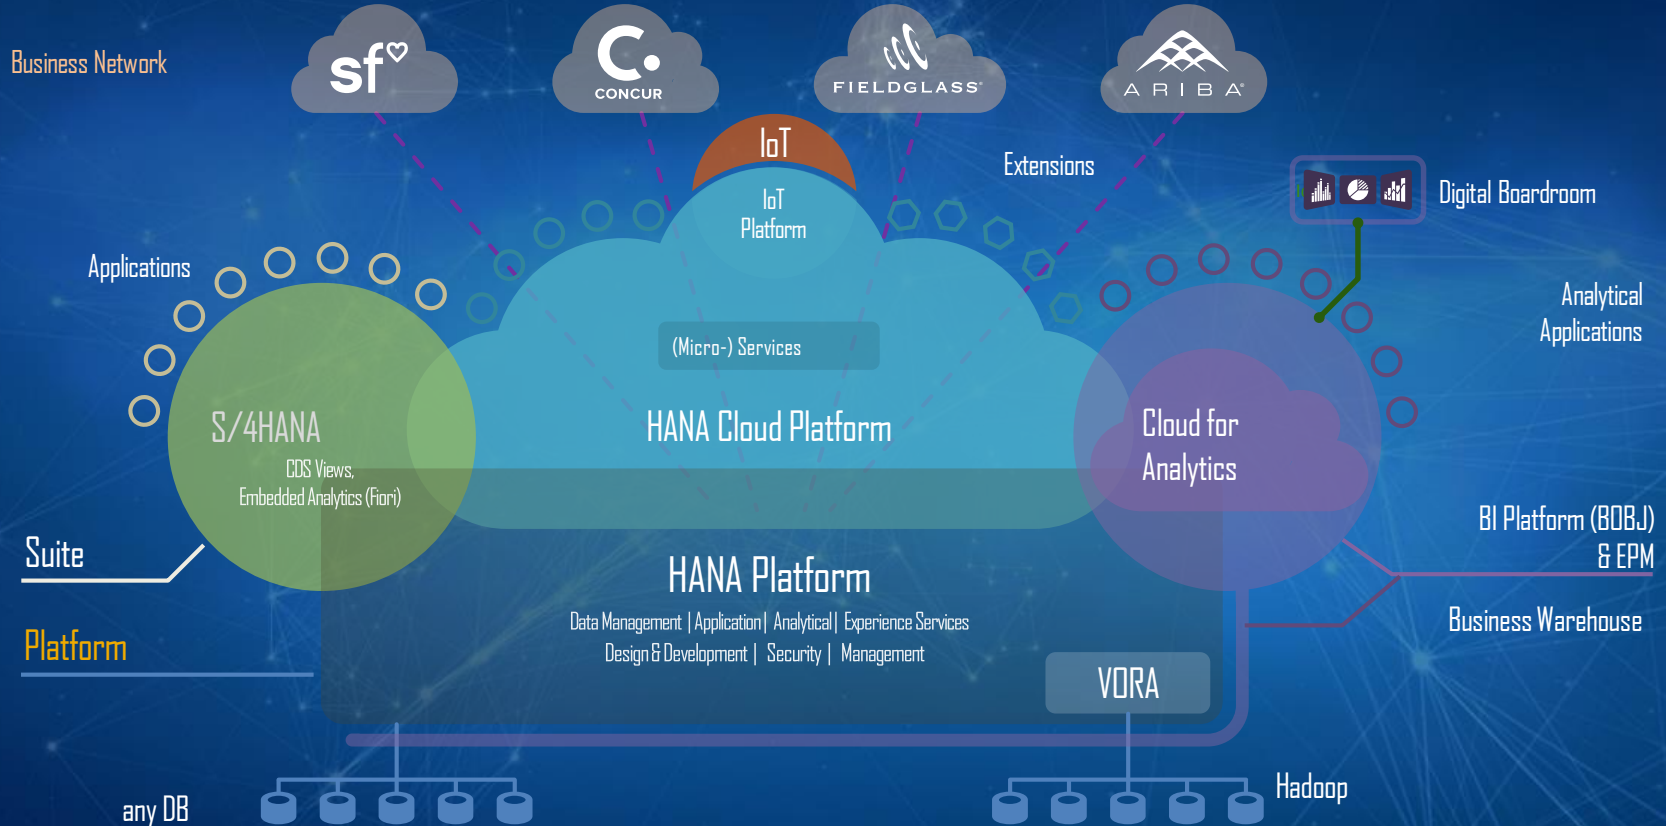 Business Network
sf
CONCUR
FIELDGLASS
ARIBA
IoT
IoT
Platform
Extensions
Digital Boardroom
Applications
Analytical
Applications
(Micro-) Services
S/4HANA
CDS Views,
Embedded Analytics (Fiori)
HANA Cloud Platform
Cloud for
Analytics
BI Platform (BOBJ)
& EPM
Suite
HANA Platform
Data Management | Application | Analytical | Experience Services
Design & Development | Security | Management
Business Warehouse
Platform
VORA
any DB
Hadoop